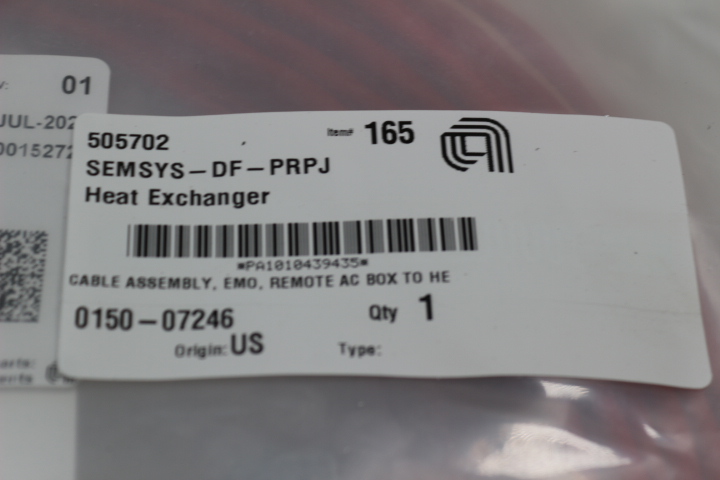 01
JUL-202
0015272
505702 Item# 165
SEMSYS-DF-PRPJ
Heat Exchanger
*PA1010439435*
CABLE ASSEMBLY, EMO, REMOTE AC BOX TO HE
0150-07246 Qty 1
Origin: US Type: